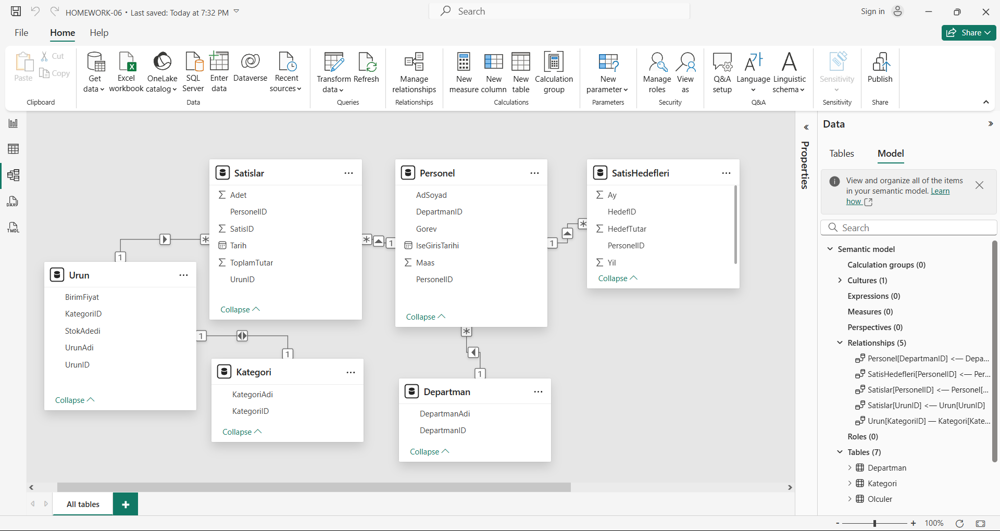 HOMEWORK-06 • Last saved: Today at 7:32 PM
Search
Sign in
File
Home
Help
Share
Paste
Cut
Copy
Clipboard
Get data
Excel workbook
OneLake catalog
SQL Server
Enter data
Dataverse
Recent sources
Data
Transform data
Refresh
Queries
Manage relationships
Relationships
New measure
New column
New table
Calculation group
Calculations
New parameter
Parameters
Manage roles
View as
Security
Q&A setup
Language
Linguistic schema
Q&A
Sensitivity
Sensitivity
Publish
Share
DAX
TMDL
Satislar
Adet
PersonelID
SatisID
Tarih
ToplamTutar
UrunID
Collapse
Personel
AdSoyad
DepartmanID
Gorev
IseGirisTarihi
Maas
PersonelID
Collapse
SatisHedefleri
Ay
HedefID
HedefTutar
PersonelID
Yil
Collapse
1
*
*
1
1
*
Urun
BirimFiyat
KategoriID
StokAdedi
UrunAdi
UrunID
Collapse
1
1
Kategori
KategoriAdi
KategoriID
Collapse
*
1
Departman
DepartmanAdi
DepartmanID
Collapse
All tables
+
Properties
Data
Tables
Model
View and organize all of the items
in your semantic model. Learn
how
Search
Semantic model
Calculation groups (0)
Cultures (1)
Expressions (0)
Measures (0)
Perspectives (0)
Relationships (5)
Personel[DepartmanID] <— Depa...
SatisHedefleri[PersonelID] <— Per...
Satislar[PersonelID] <— Personel[...
Satislar[UrunID] <— Urun[UrunID]
Urun[KategoriID] — Kategori[Kate...
Roles (0)
Tables (7)
Departman
Kategori
Olculer
- + 100%